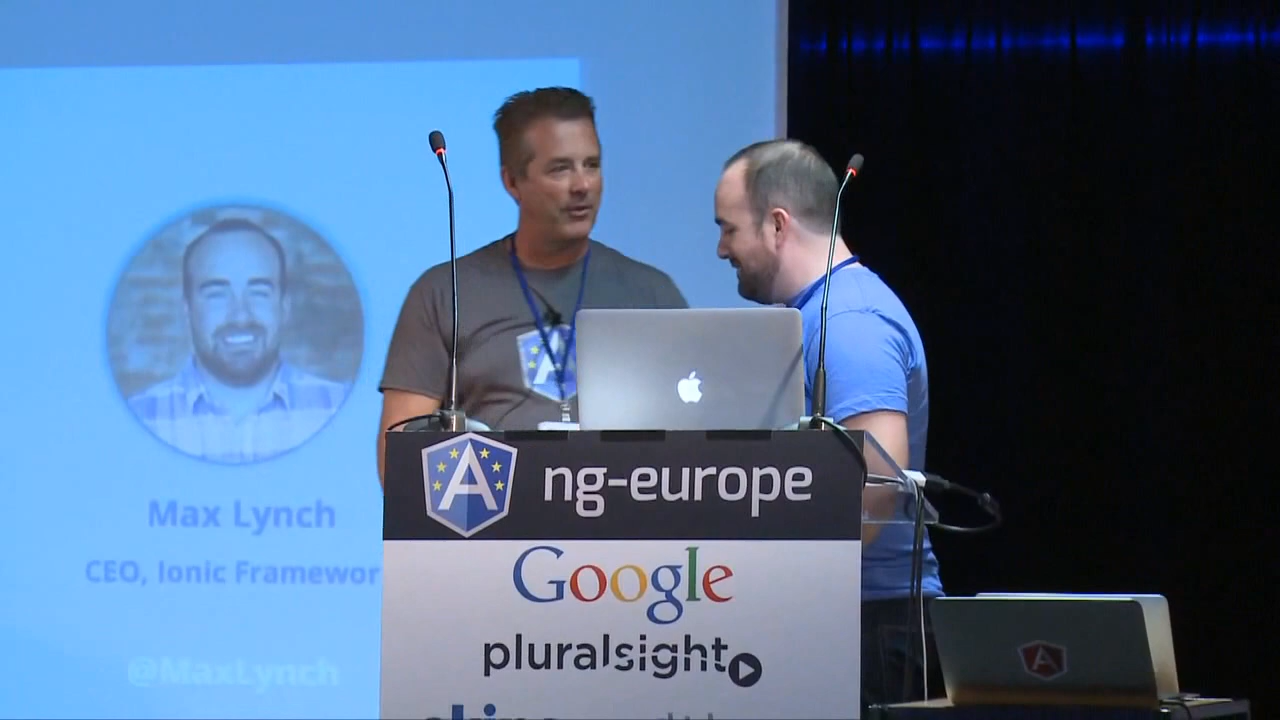 Max Lynch
CEO, Ionic Framewor
@MaxLynch
A
A
ng-europe
Google
pluralsight